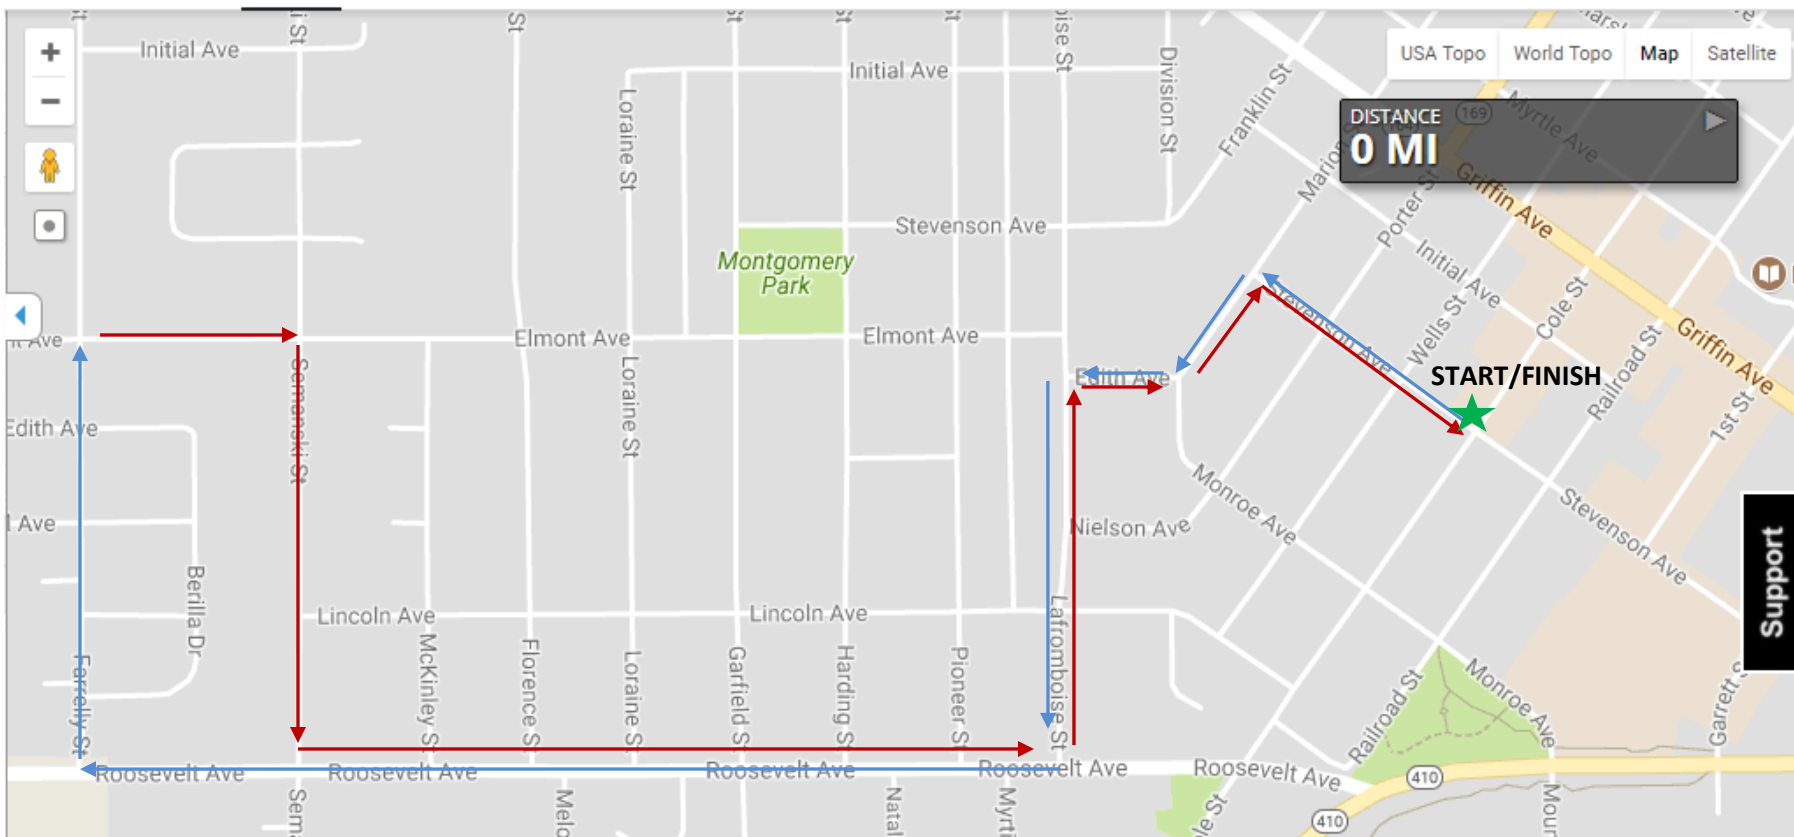 St
St
St
Initial Ave
Initial Ave
Loraine St
Division St
Franklin St
USA Topo
World Topo
Map
Satellite
DISTANCE
0 MI
169
Myrtle Ave
Griffin Ave
Porter St
Stevenson Ave
Montgomery
Park
Initial Ave
Cole St
Wells St
Griffin Ave
Elmont Ave
Elmont Ave
Stevenson Ave
Semanski St
Loraine St
Edith Ave
START/FINISH
Railroad St
1st St
Edith Ave
Monroe Ave
Nielson Ave
Stevenson Ave
Support
Berilla Dr
Lincoln Ave
Lincoln Ave
Lafromboise St
Farrelly St
McKinley St
Florence St
Loraine St
Garfield St
Harding St
Pioneer St
Railroad St
Monroe Ave
Roosevelt Ave
Roosevelt Ave
Roosevelt Ave
Roosevelt Ave
Roosevelt Ave
410
410